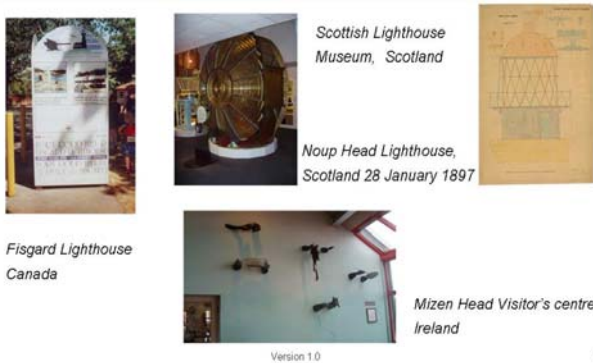 Scottish Lighthouse
Museum, Scotland
Noup Head Lighthouse,
Scotland 28 January 1897
Fisgard Lighthouse
Canada
Mizen Head Visitor's centre
Ireland
Version 1.0